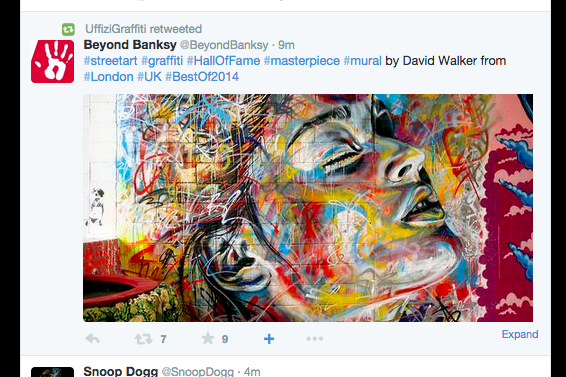 UffiziGraffiti retweeted
Beyond Banksy @BeyondBanksy · 9m
#streetart #graffiti #HallOfFame #masterpiece #mural by David Walker from
#London #UK #BestOf2014
7 9 Expand
Snoop Dogg @SnoopDogg · 4m